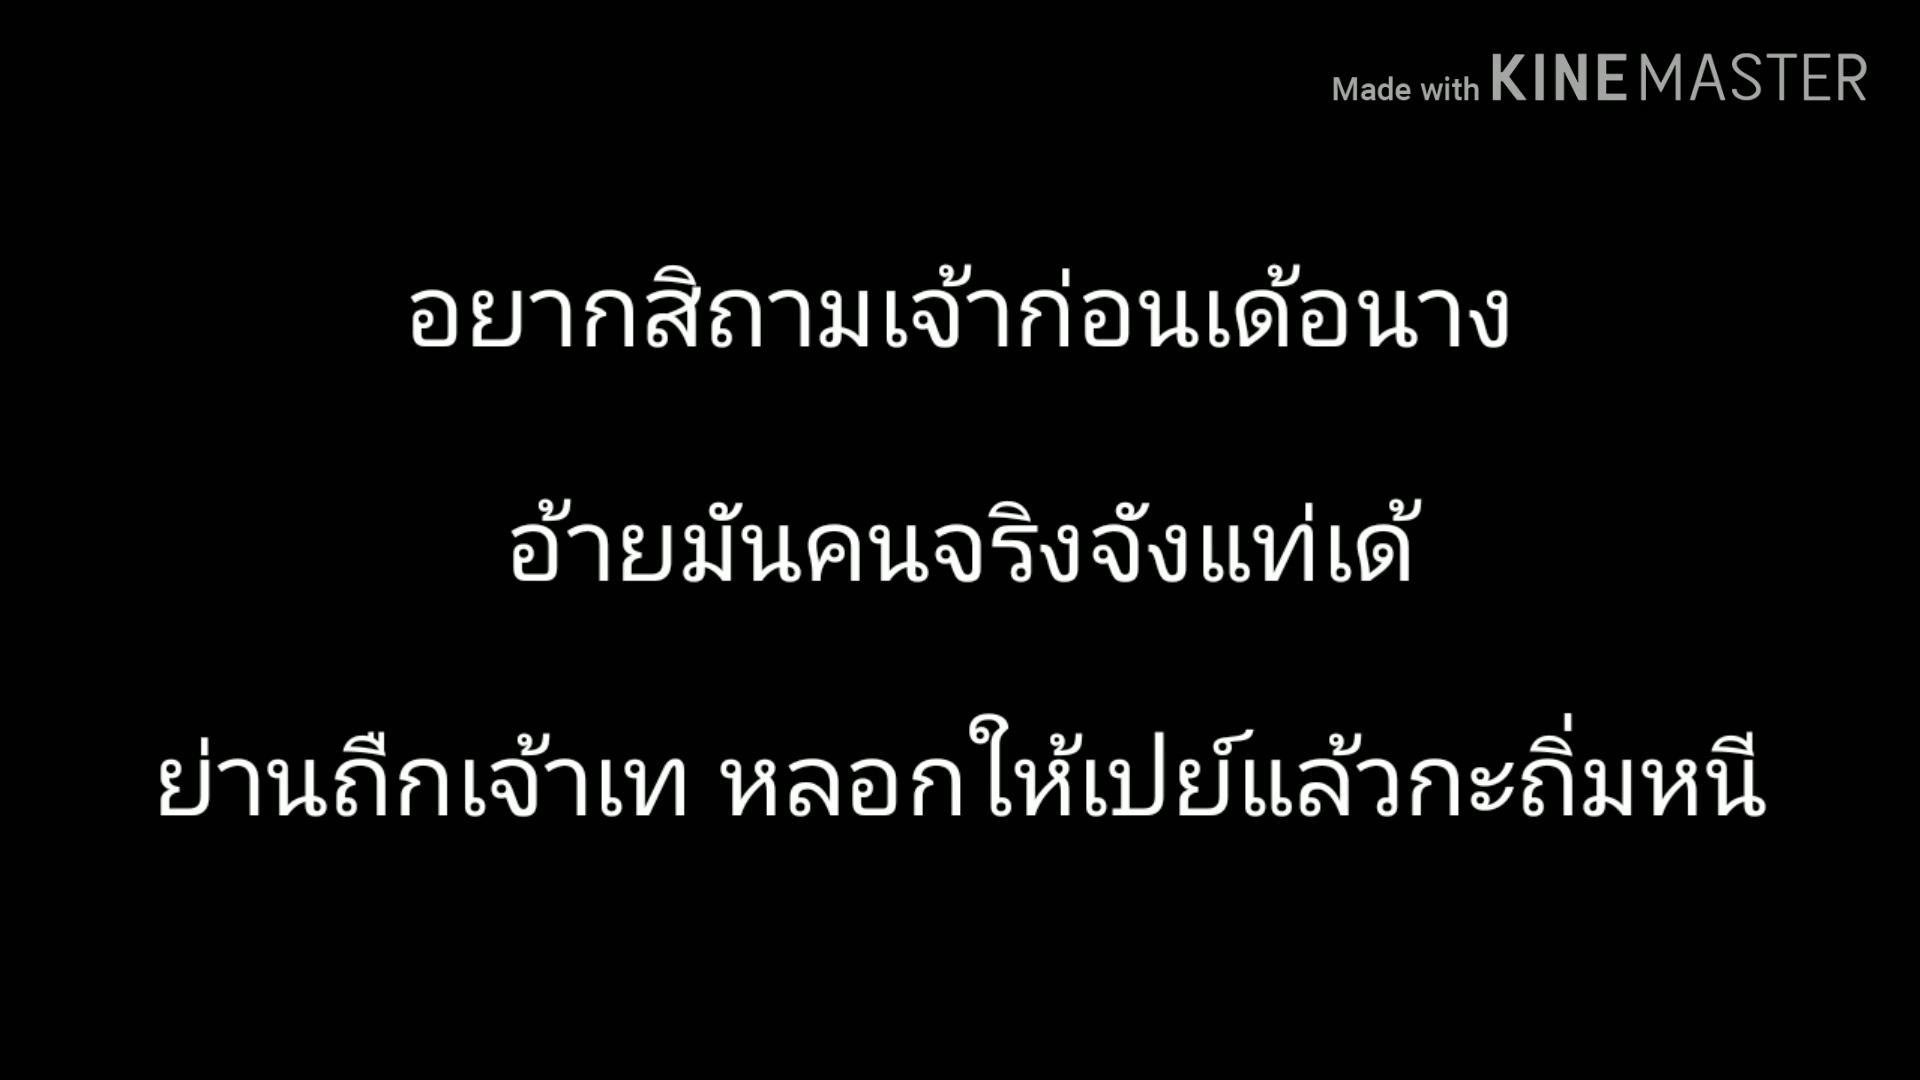 Made with KINEMASTER
อยากสิถามเจ้าก่อนเด้อนาง
อ้ายมันคนจริงจังแท่เด้
ย่านถืกเจ้าเท หลอกให้เปย์แล้วกะถิ่มหนี